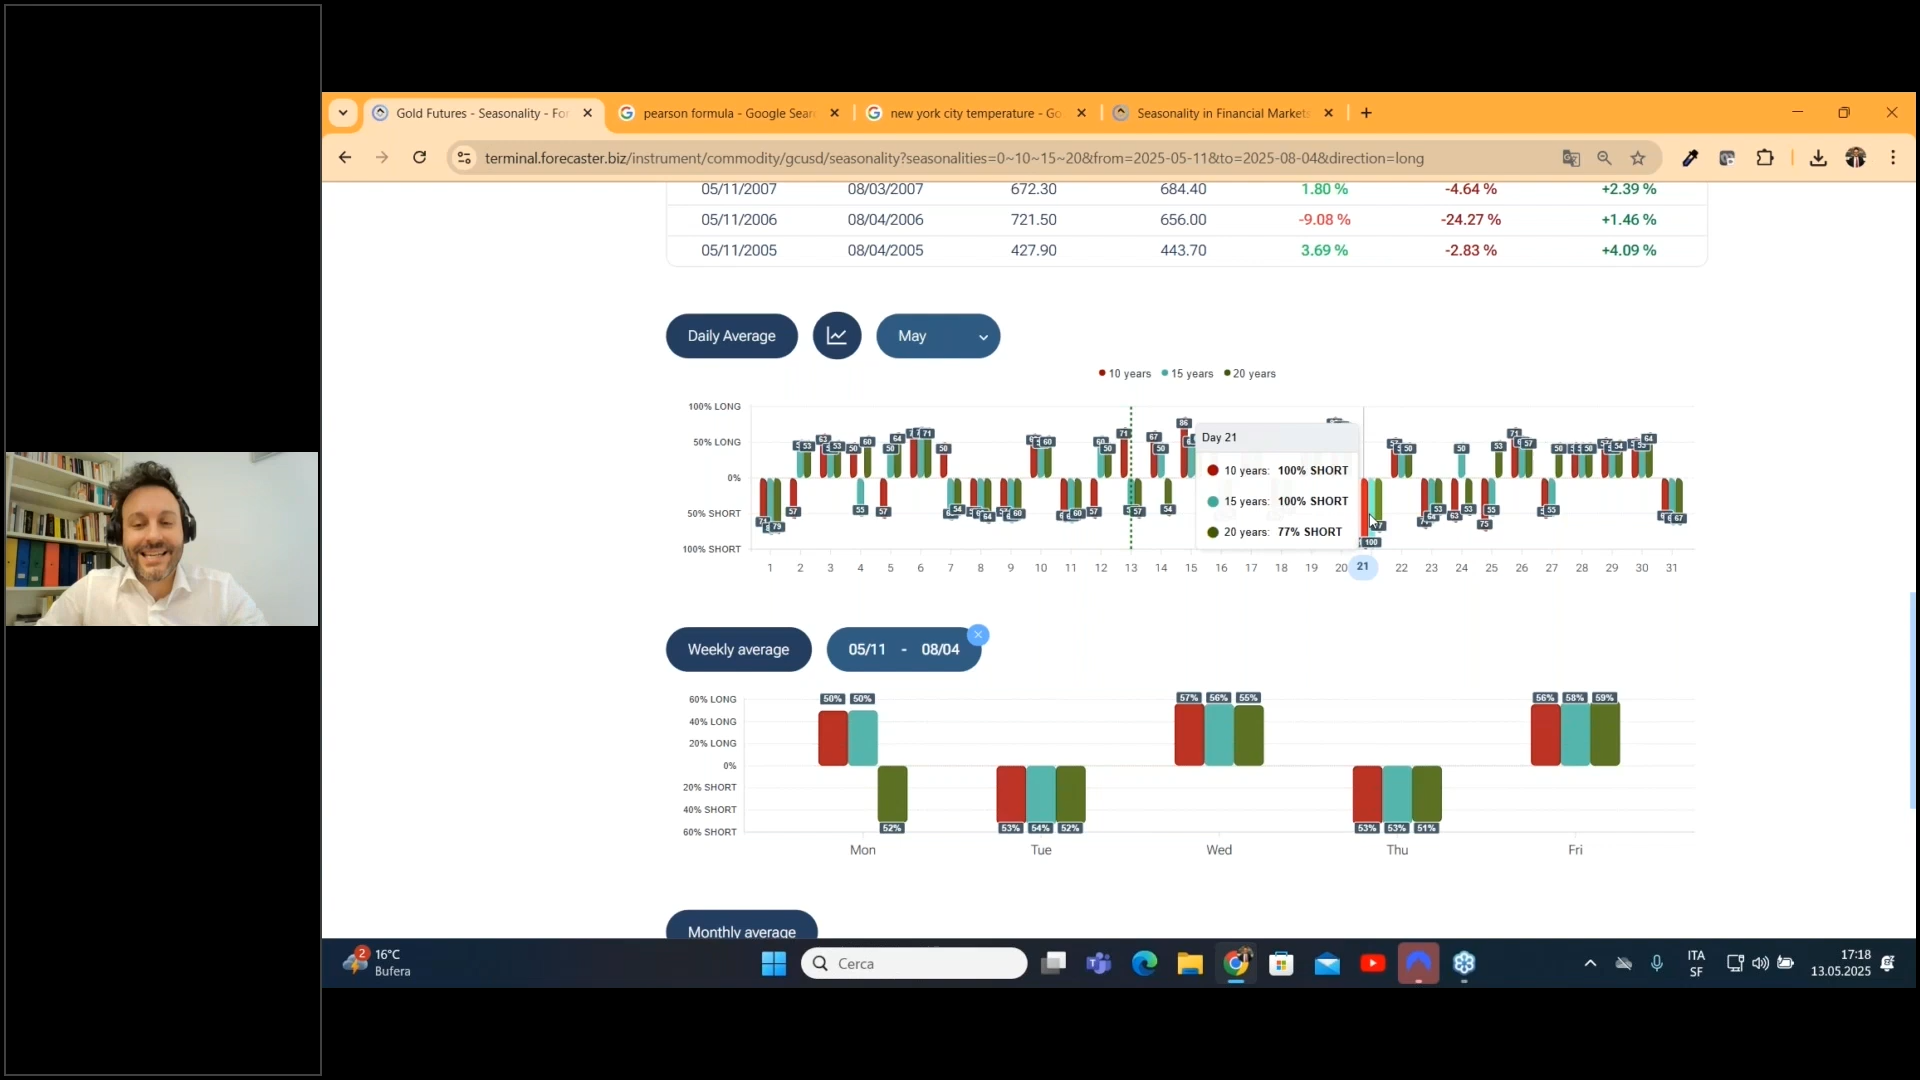 Gold Futures - Seasonality - For
pearson formula - Google Sear
new york city temperature - Go
Seasonality in Financial Markets
terminal.forecaster.biz/instrument/commodity/gcusd/seasonality?seasonalities=0~10~15~20&from=2025-05-11&to=2025-08-04&direction=long
05/11/2007 08/03/2007 672.30 684.40 1.80 % -4.64 % +2.39 %
05/11/2006 08/04/2006 721.50 656.00 -9.08 % -24.27 % +1.46 %
05/11/2005 08/04/2005 427.90 443.70 3.69 % -2.83 % +4.09 %
Daily Average May
10 years 15 years 20 years
100% LONG
50% LONG
0%
50% SHORT
100% SHORT
Day 21
10 years: 100% SHORT
15 years: 100% SHORT
20 years: 77% SHORT
1 2 3 4 5 6 7 8 9 10 11 12 13 14 15 16 17 18 19 20 21 22 23 24 25 26 27 28 29 30 31
Weekly average 05/11 - 08/04
60% LONG
40% LONG
20% LONG
0%
20% SHORT
40% SHORT
60% SHORT
50% 50% 57% 56% 55% 56% 58% 59%
52% 53% 54% 52% 53% 53% 51%
Mon Tue Wed Thu Fri
Monthly average
2
16°C
Bufera
Cerca
ITA
SF
17:18
13.05.2025